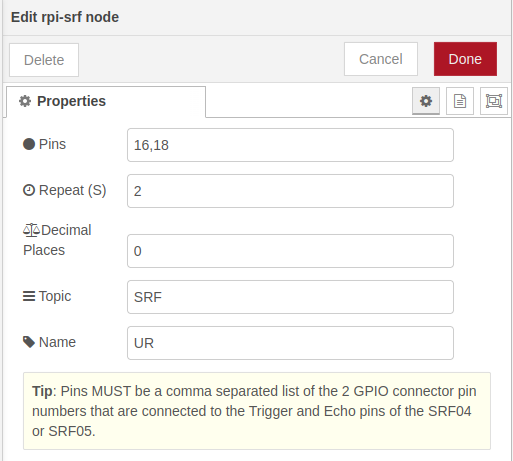 Edit rpi-srf node
Delete
Cancel
Done
Properties
Pins
16,18
Repeat (S)
2
Decimal
Places
0
Topic
SRF
Name
UR
Tip: Pins MUST be a comma separated list of the 2 GPIO connector pin
numbers that are connected to the Trigger and Echo pins of the SRF04
or SRF05.